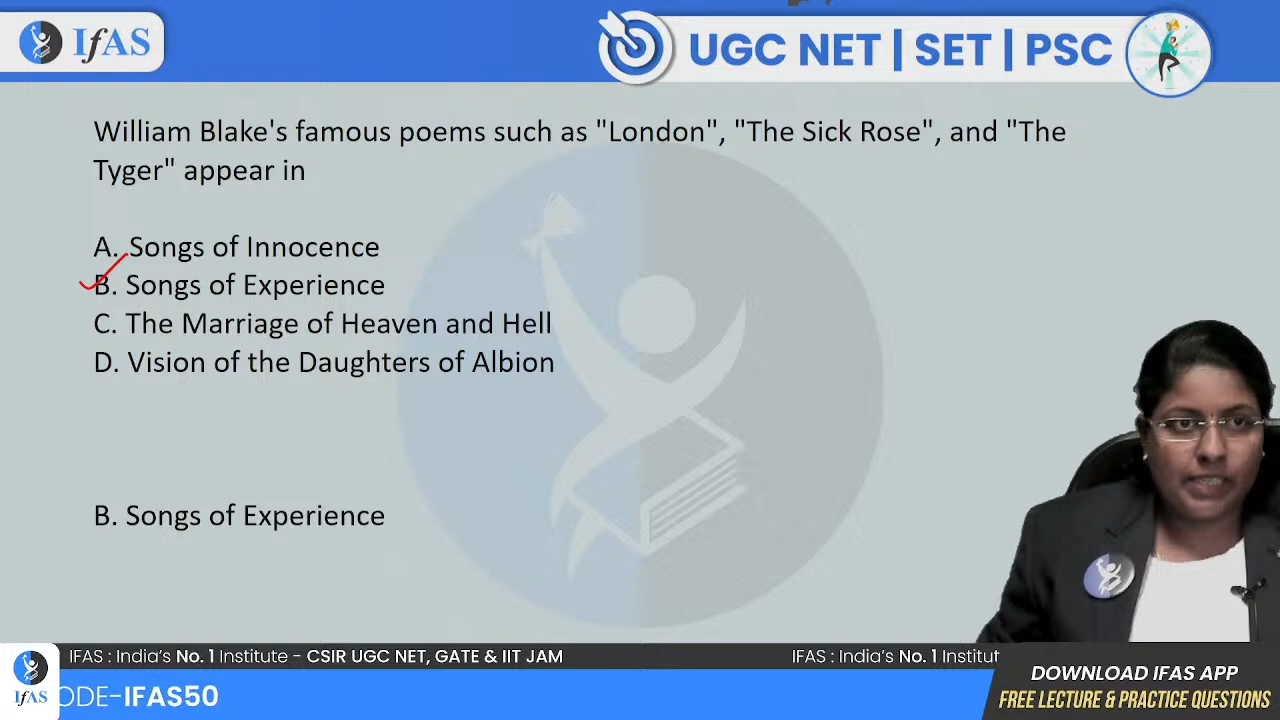 IfAS
UGC NET | SET | PSC
William Blake's famous poems such as "London", "The Sick Rose", and "The
Tyger" appear in
A. Songs of Innocence
B. Songs of Experience
C. The Marriage of Heaven and Hell
D. Vision of the Daughters of Albion
B. Songs of Experience
IFAS : India's No. 1 Institute - CSIR UGC NET, GATE & IIT JAM
IFAS : India's No. 1 Institut
DOWNLOAD IFAS APP
FREE LECTURE & PRACTICE QUESTIONS
IfAS
ODE-IFAS50